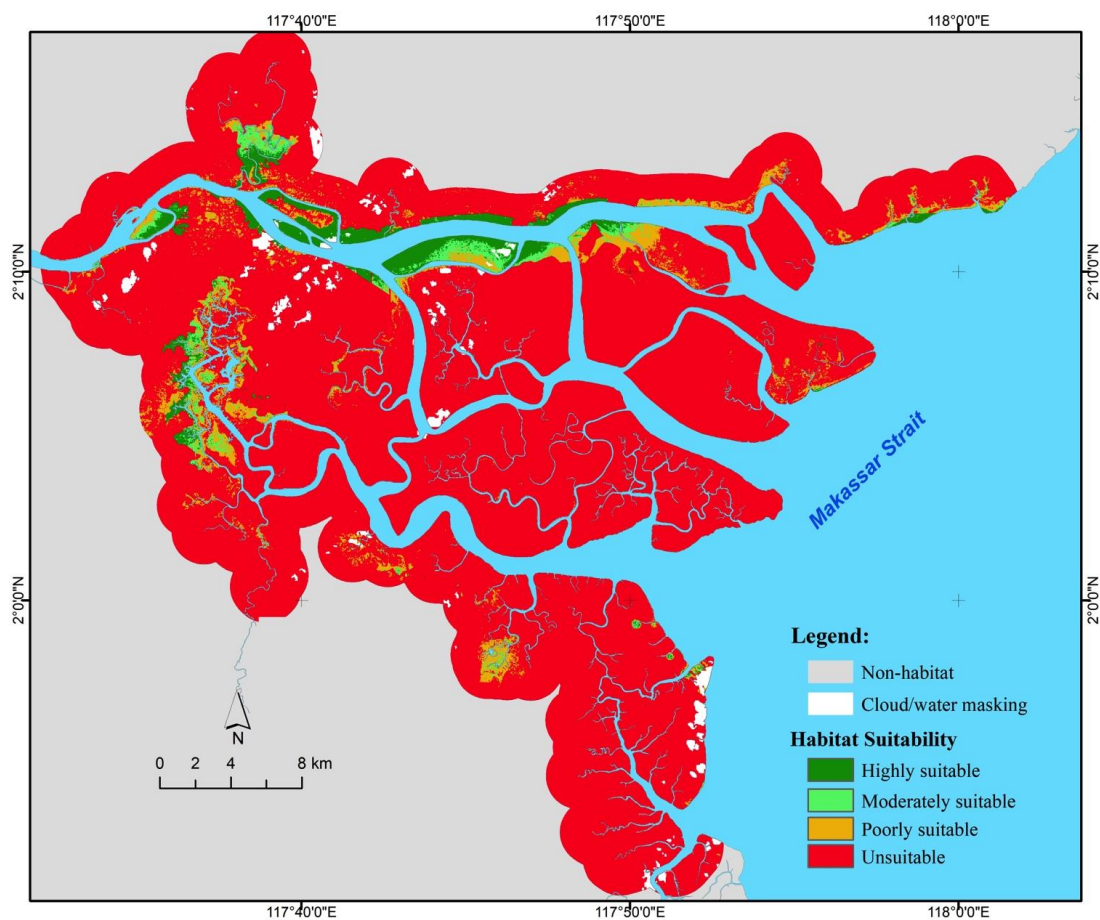 117°40'0"E 117°50'0"E 118°0'0"E
2°10'0"N 2°10'0"N
Makassar Strait
2°0'0"N 2°0'0"N
N
0 2 4 8 km
Legend:
Non-habitat
Cloud/water masking
Habitat Suitability
Highly suitable
Moderately suitable
Poorly suitable
Unsuitable
117°40'0"E 117°50'0"E 118°0'0"E